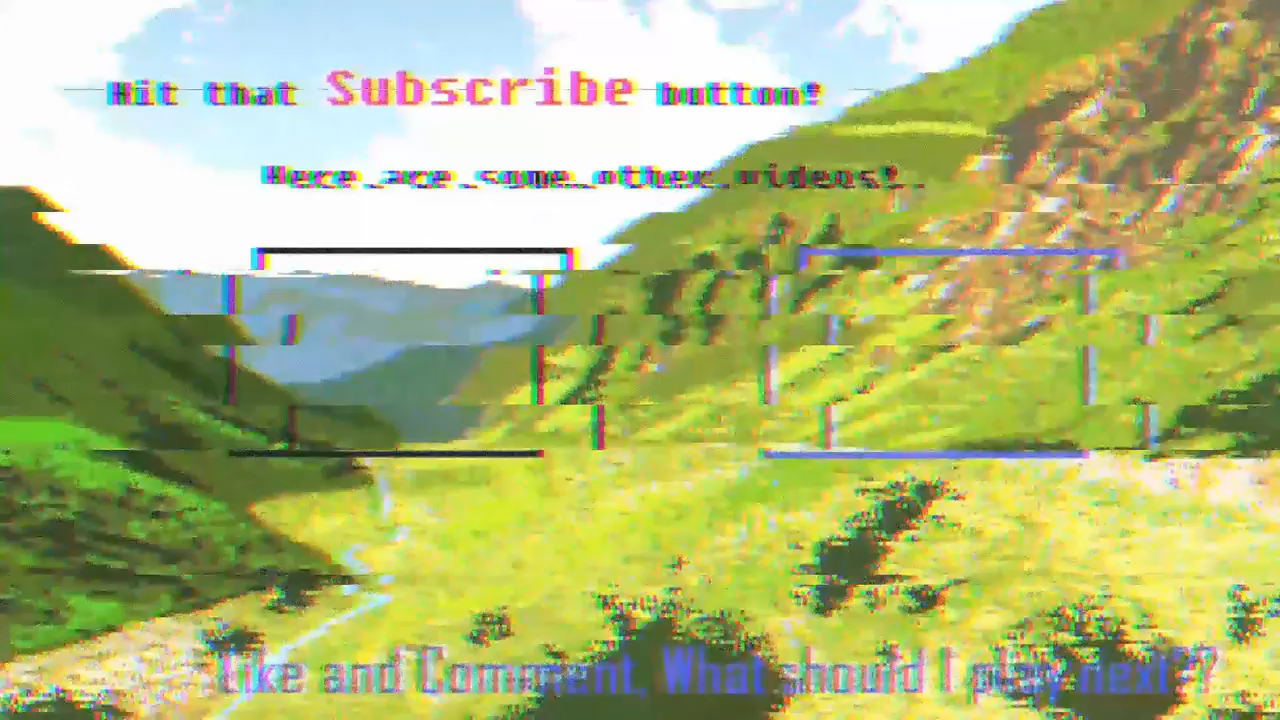 Hit that Subscribe button!
Here are some other videos!
Like and Comment, What should I play next??